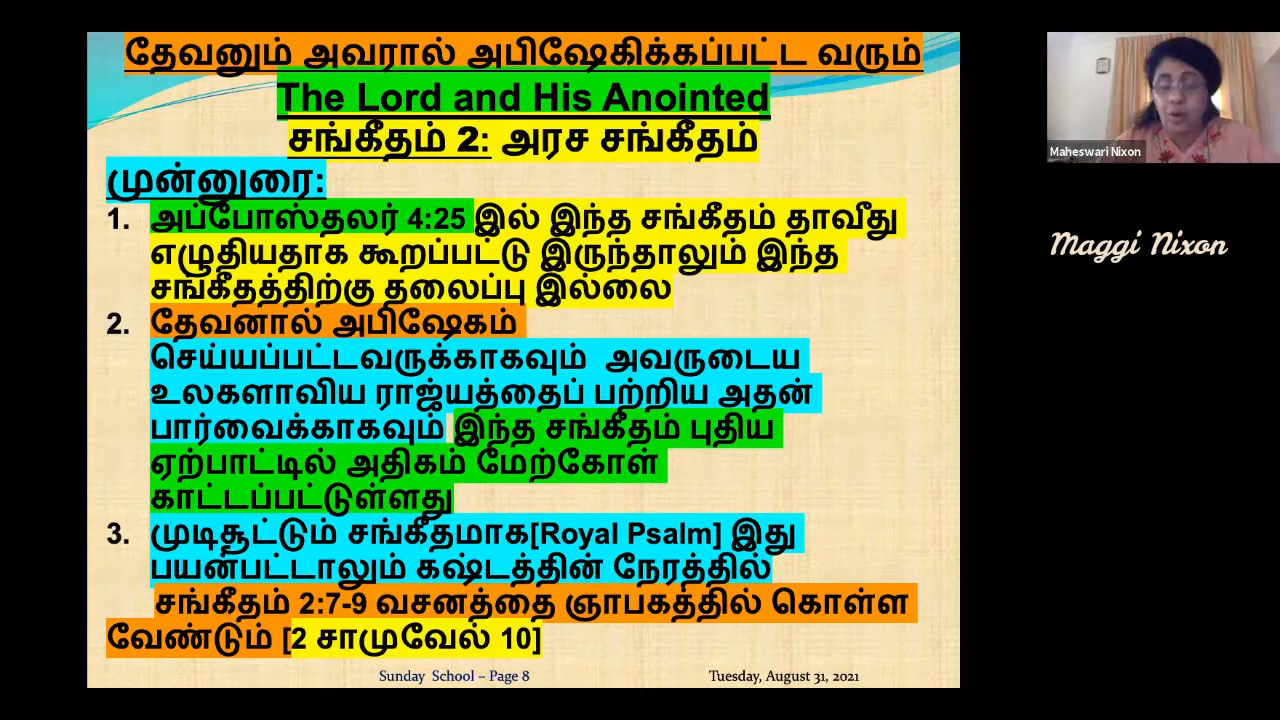 தேவனும் அவரால் அபிஷேகிக்கப்பட்ட வரும்
The Lord and His Anointed
சங்கீதம் 2: அரச சங்கீதம்
முன்னுரை:
1. அப்போஸ்தலர் 4:25 இல் இந்த சங்கீதம் தாவீது
எழுதியதாக கூறப்பட்டு இருந்தாலும் இந்த
சங்கீதத்திற்கு தலைப்பு இல்லை
2. தேவனால் அபிஷேகம்
செய்யப்பட்டவருக்காகவும் அவருடைய
உலகளாவிய ராஜ்யத்தைப் பற்றிய அதன்
பார்வைக்காகவும் இந்த சங்கீதம் புதிய
ஏற்பாட்டில் அதிகம் மேற்கோள்
காட்டப்பட்டுள்ளது
3. முடிசூட்டும் சங்கீதமாக[Royal Psalm] இது
பயன்பட்டாலும் கஷ்டத்தின் நேரத்தில்
சங்கீதம் 2:7-9 வசனத்தை ஞாபகத்தில் கொள்ள
வேண்டும் [2 சாமுவேல் 10]
Sunday School – Page 8
Tuesday, August 31, 2021
Maheswari Nixon
Maggi Nixon